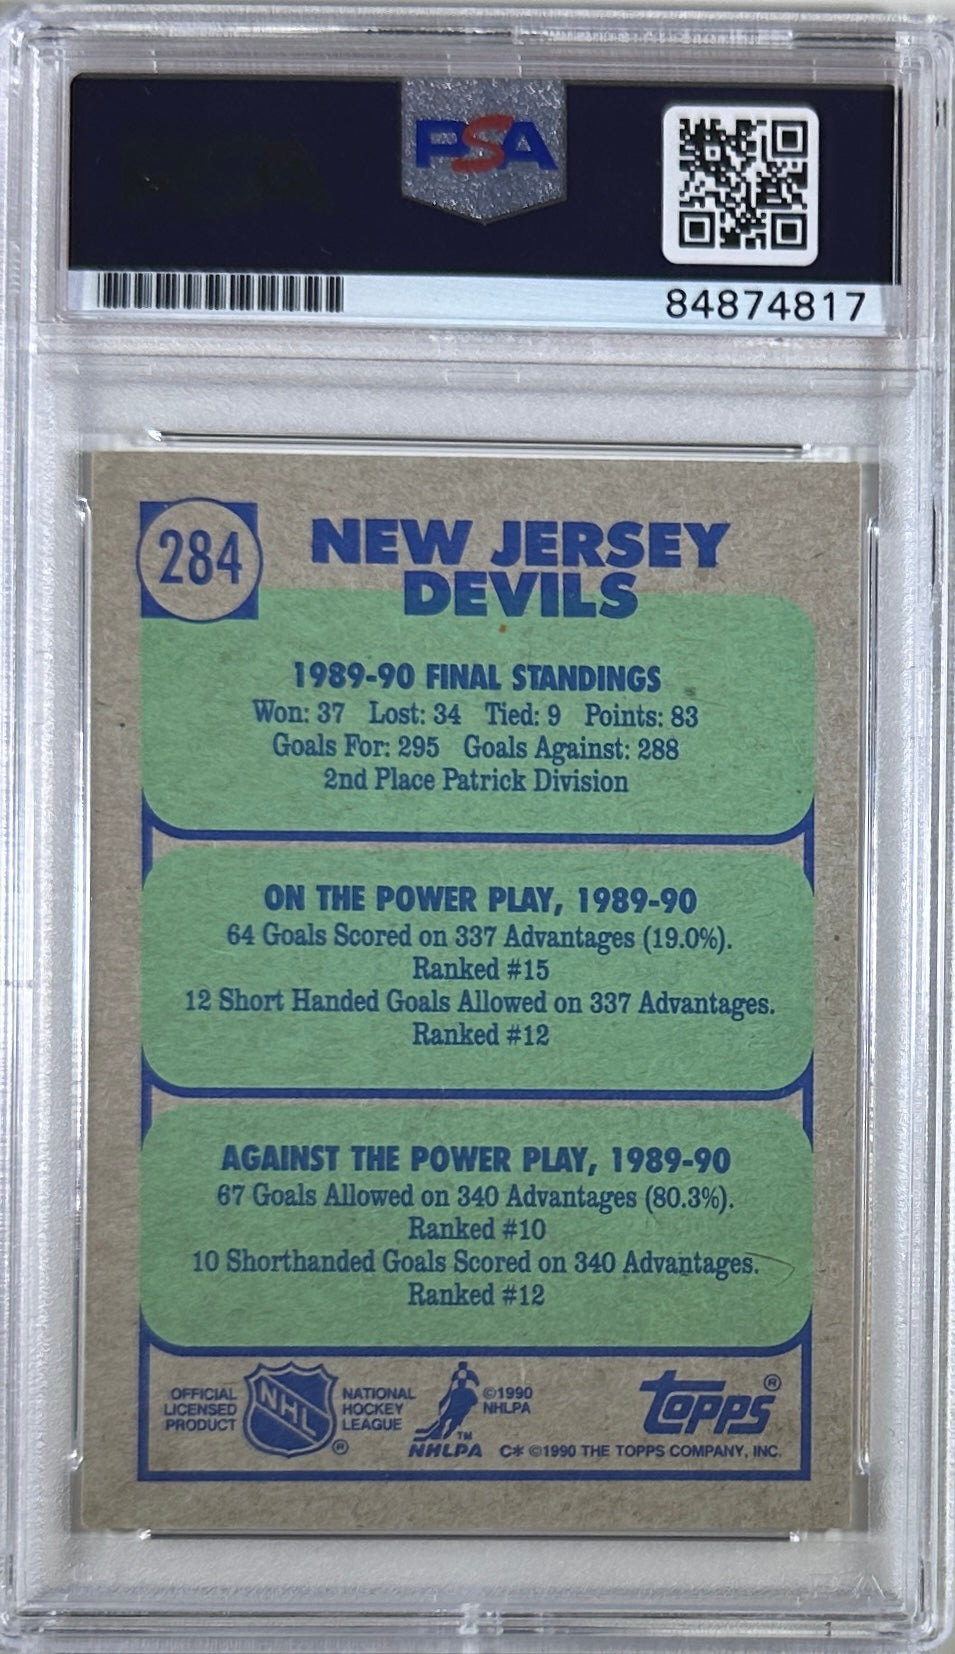 PSA
84874817
284
NEW JERSEY
DEVILS
1989-90 FINAL STANDINGS
Won: 37 Lost: 34 Tied: 9 Points: 83
Goals For: 295 Goals Against: 288
2nd Place Patrick Division
ON THE POWER PLAY, 1989-90
64 Goals Scored on 337 Advantages (19.0%).
Ranked #15
12 Short Handed Goals Allowed on 337 Advantages.
Ranked #12
AGAINST THE POWER PLAY, 1989-90
67 Goals Allowed on 340 Advantages (80.3%).
Ranked #10
10 Shorthanded Goals Scored on 340 Advantages.
Ranked #12
OFFICIAL
LICENSED
PRODUCT
NHL
®
NATIONAL
HOCKEY
LEAGUE
©1990
NHLPA
TM
NHLPA
topps®
C* ©1990 THE TOPPS COMPANY, INC.